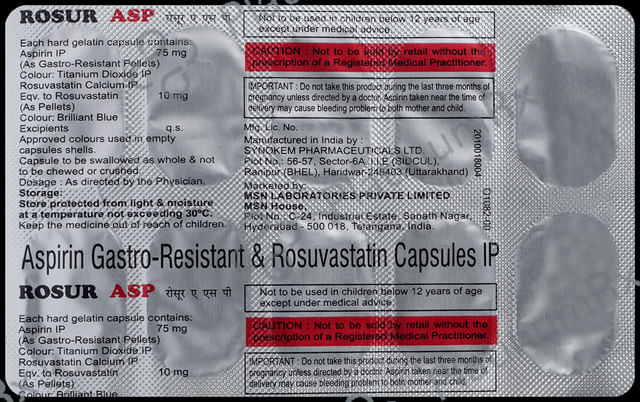 ROSUR ASP रोसूर ए एस पी
Each hard gelatin capsule contains:
Aspirin IP 75 mg
(As Gastro-Resistant Pellets)
Colour: Titanium Dioxide IP
Rosuvastatin Calcium IP
Eqv. to Rosuvastatin 10 mg
(As Pellets)
Colour: Brilliant Blue
Excipients q.s.
Approved colours used in empty
capsules shells.
Capsule to be swallowed as whole & not
to be chewed or crushed.
Dosage : As directed by the Physician.
Storage:
Store protected from light & moisture
at a temperature not exceeding 30°C.
Keep the medicine out of reach of children.
Not to be used in children below 12 years of age
except under medical advice.
CAUTION : Not to be sold by retail without the
prescription of a Registered Medical Practitioner.
IMPORTANT : Do not take this product during the last three months of
pregnancy unless directed by a doctor. Aspirin taken near the time of
delivery may cause bleeding problem to both mother and child.
Mfg. Lic. No. :
Manufactured in India by :
SYNOKEM PHARMACEUTICALS LTD.
Plot No.: 56-57, Sector-6A, I.I.E (SIDCUL),
Ranipur (BHEL), Haridwar-249403 (Uttarakhand)
Marketed by:
MSN LABORATORIES PRIVATE LIMITED
MSN House,
Plot No.: C-24, Industrial Estate, Sanath Nagar,
Hyderabad - 500 018, Telangana, India.
2010018804
Aspirin Gastro-Resistant & Rosuvastatin Capsules IP
ROSUR ASP रोसूर ए एस पी
Each hard gelatin capsule contains:
Aspirin IP 75 mg
(As Gastro-Resistant Pellets)
Colour: Titanium Dioxide IP
Rosuvastatin Calcium IP
Eqv. to Rosuvastatin 10 mg
(As Pellets)
Colour: Brilliant Blue
Not to be used in children below 12 years of age
except under medical advice.
CAUTION : Not to be sold by retail without the
prescription of a Registered Medical Practitioner.
IMPORTANT : Do not take this product during the last three months of
pregnancy unless directed by a doctor. Aspirin taken near the time of
delivery may cause bleeding problem to both mother and child.